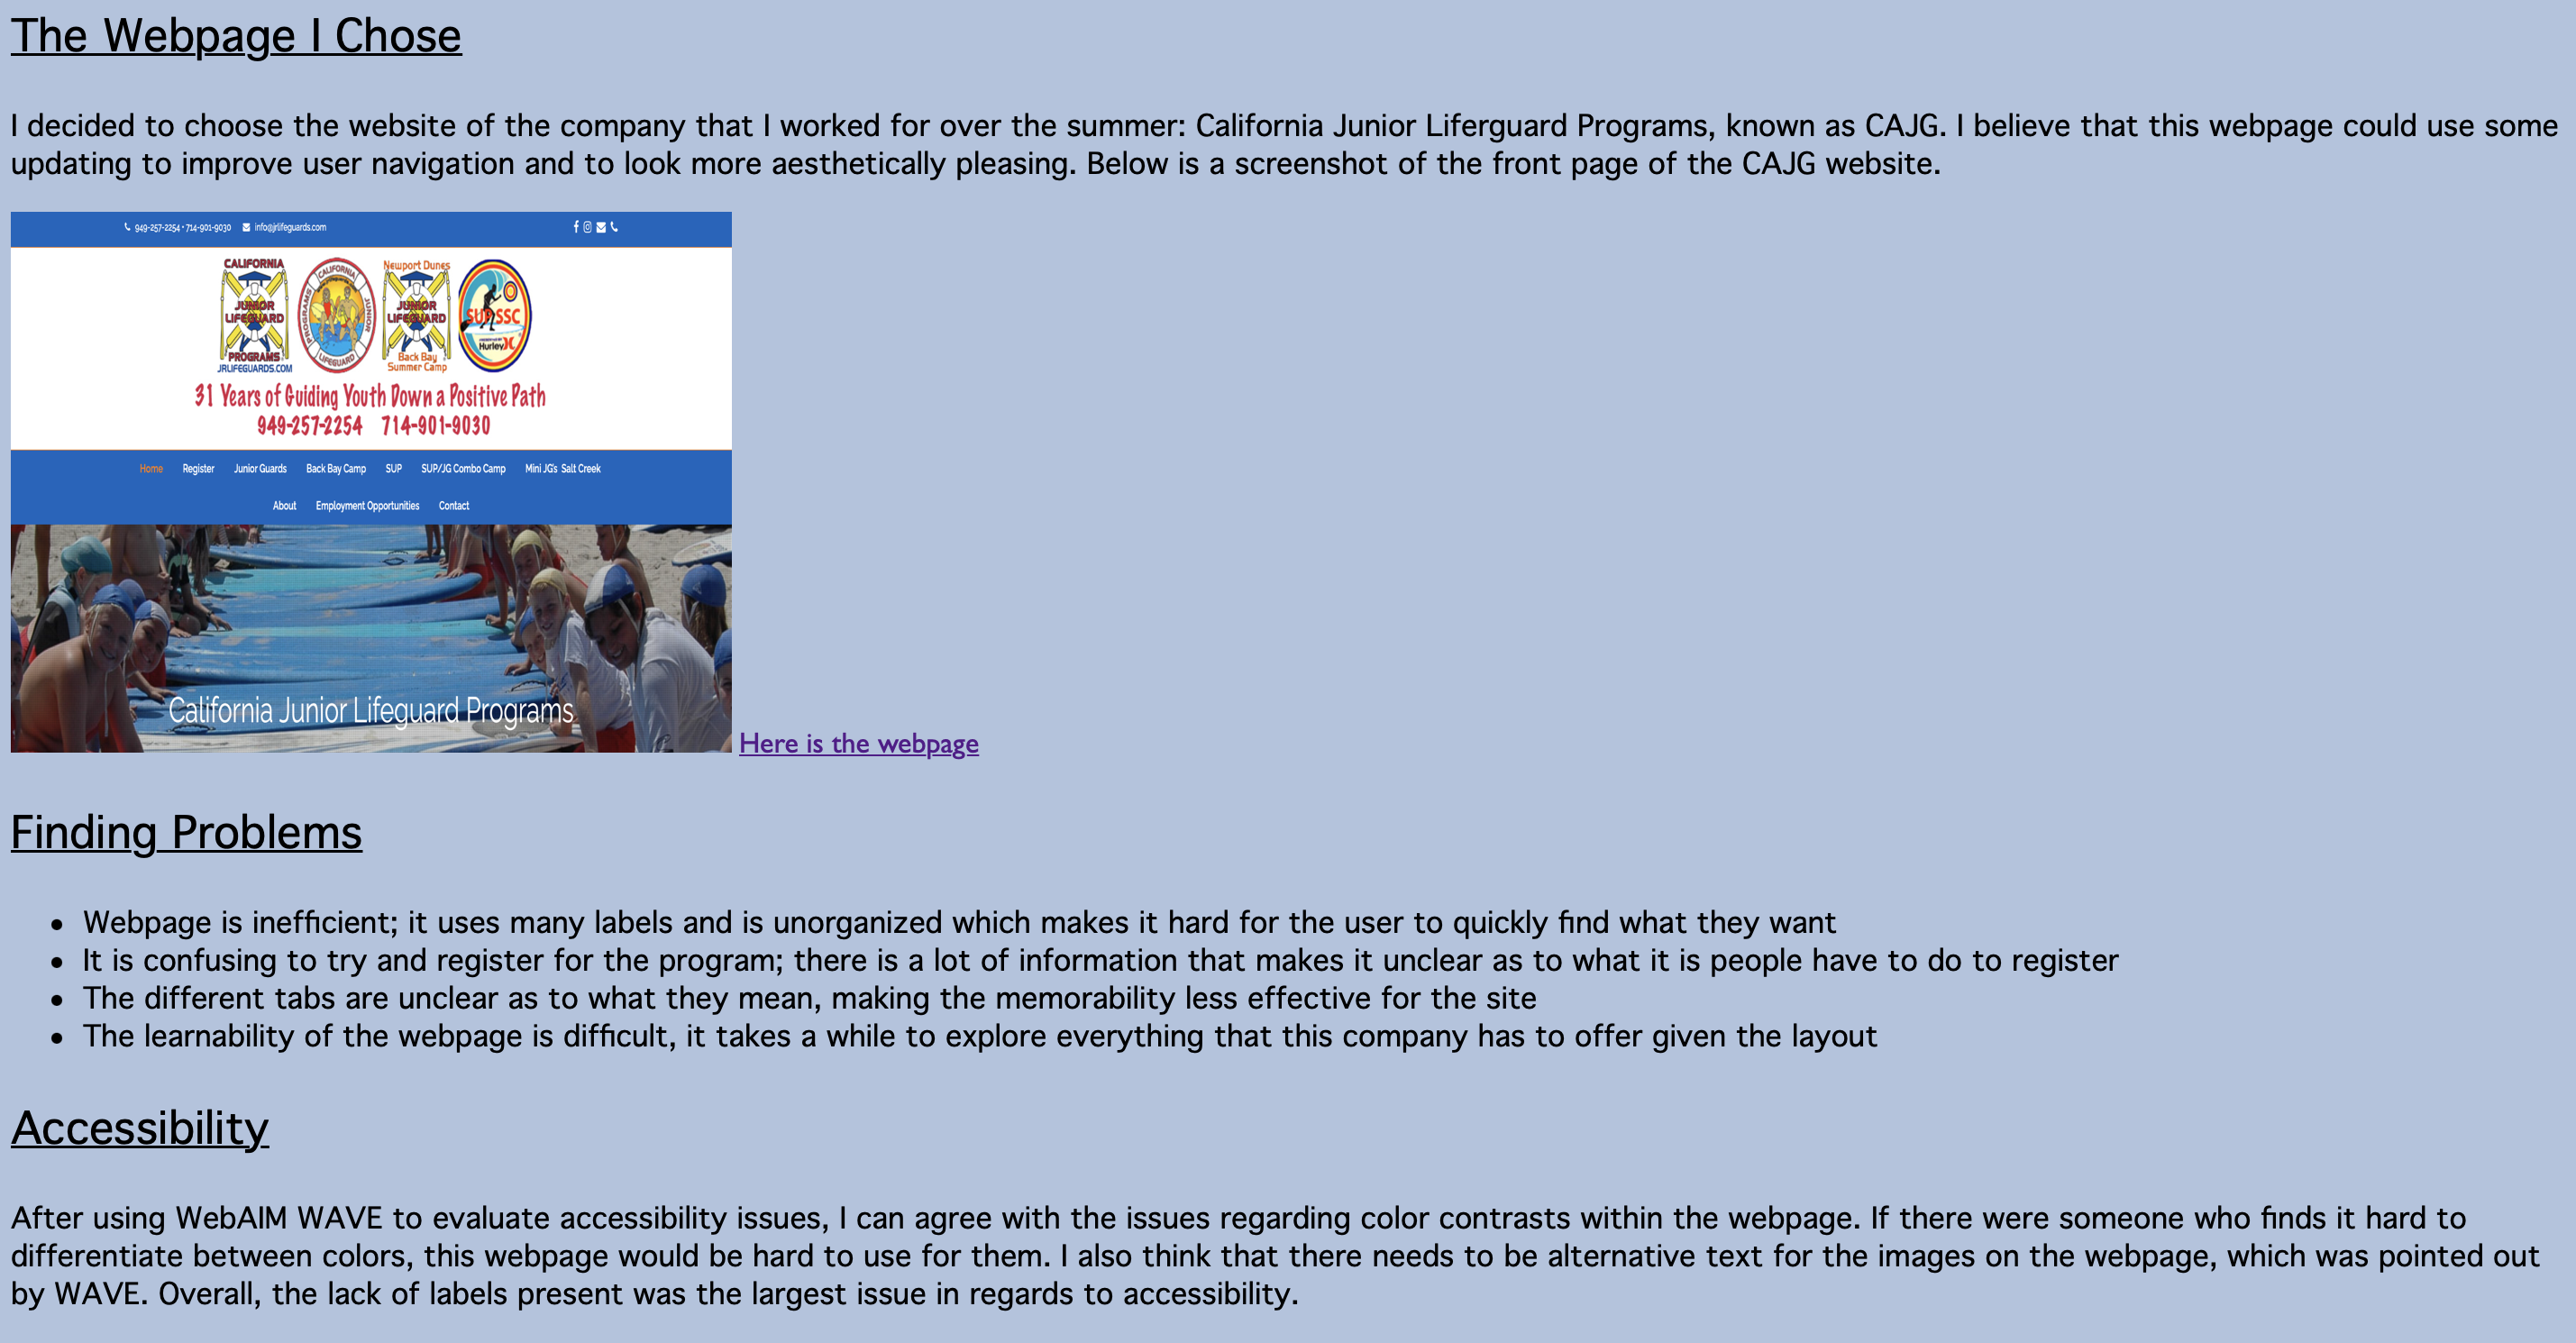 The Webpage I Chose
I decided to choose the website of the company that I worked for over the summer: California Junior Liferguard Programs, known as CAJG. I believe that this webpage could use some
updating to improve user navigation and to look more aesthetically pleasing. Below is a screenshot of the front page of the CAJG website.
949-257-2254 • 714-901-9030 info@jrlifeguards.com
CALIFORNIA JUNIOR LIFEGUARD PROGRAMS JRLIFEGUARDS.COM
CALIFORNIA JUNIOR LIFEGUARD PROGRAMS
Newport Dunes JUNIOR LIFEGUARD Back Bay Summer Camp
SUP SSC Hurley
31 Years of Guiding Youth Down a Positive Path
949-257-2254 714-901-9030
Home Register Junior Guards Back Bay Camp SUP SUP/JG Combo Camp Mini JG's Salt Creek
About Employment Opportunities Contact
California Junior Lifeguard Programs
Here is the webpage
Finding Problems
• Webpage is inefficient; it uses many labels and is unorganized which makes it hard for the user to quickly find what they want
• It is confusing to try and register for the program; there is a lot of information that makes it unclear as to what it is people have to do to register
• The different tabs are unclear as to what they mean, making the memorability less effective for the site
• The learnability of the webpage is difficult, it takes a while to explore everything that this company has to offer given the layout
Accessibility
After using WebAIM WAVE to evaluate accessibility issues, I can agree with the issues regarding color contrasts within the webpage. If there were someone who finds it hard to
differentiate between colors, this webpage would be hard to use for them. I also think that there needs to be alternative text for the images on the webpage, which was pointed out
by WAVE. Overall, the lack of labels present was the largest issue in regards to accessibility.